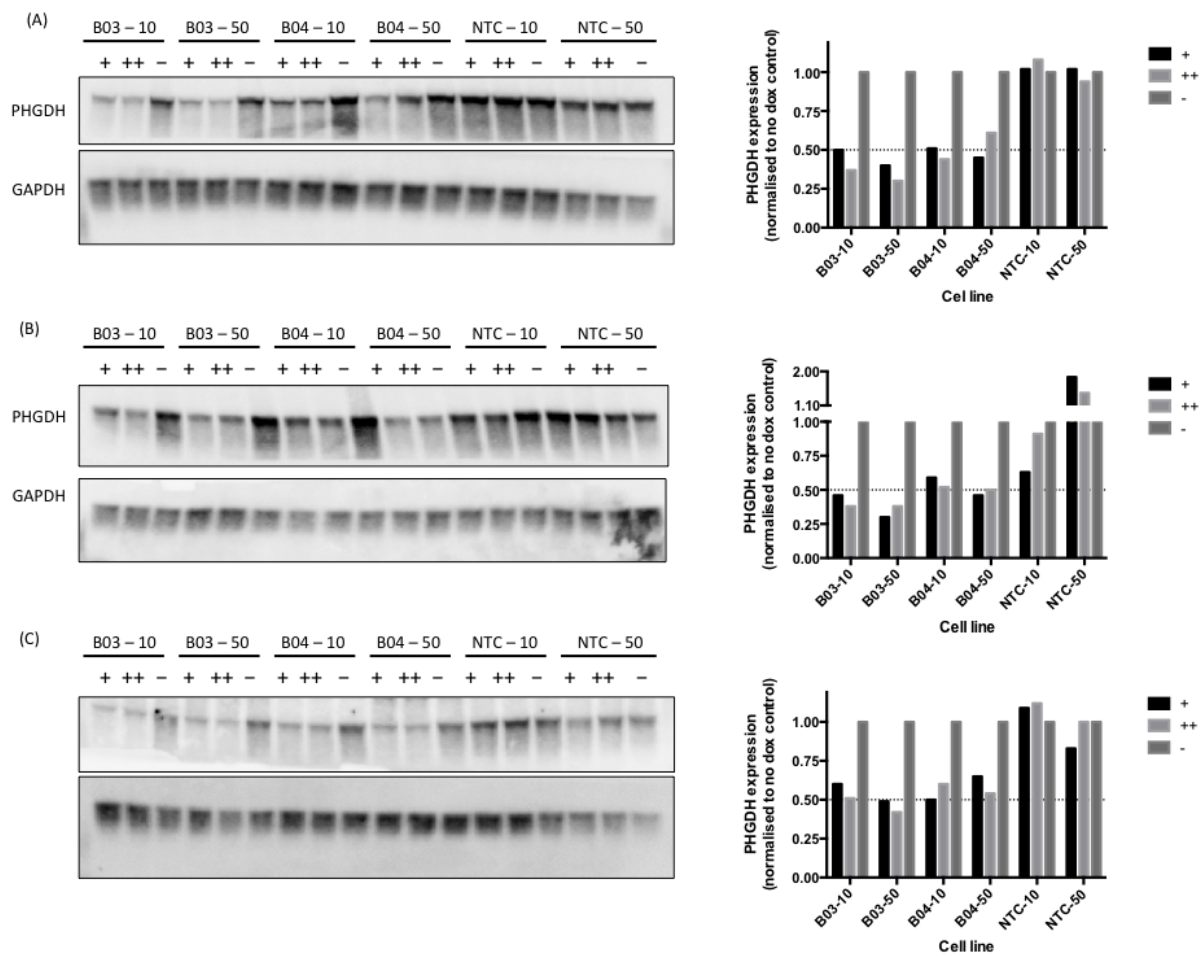 (A)
B03 – 10 B03 – 50 B04 – 10 B04 – 50 NTC – 10 NTC – 50
+ ++ – + ++ – + ++ – + ++ – + ++ – + ++ –
PHGDH
GAPDH
PHGDH expression
(normalised to no dox control)
1.00
0.75
0.50
0.25
0.00
B03-10 B03-50 B04-10 B04-50 NTC-10 NTC-50
Cel line
+
++
-
(B)
B03 – 10 B03 – 50 B04 – 10 B04 – 50 NTC – 10 NTC – 50
+ ++ – + ++ – + ++ – + ++ – + ++ – + ++ –
PHGDH
GAPDH
PHGDH expression
(normalised to no dox control)
2.00
1.10
1.00
0.75
0.50
0.25
0.00
B03-10 B03-50 B04-10 B04-50 NTC-10 NTC-50
Cell line
+
++
-
(C)
B03 – 10 B03 – 50 B04 – 10 B04 – 50 NTC – 10 NTC – 50
+ ++ – + ++ – + ++ – + ++ – + ++ – + ++ –
PHGDH expression
(normalised to no dox control)
1.00
0.75
0.50
0.25
0.00
B03-10 B03-50 B04-10 B04-50 NTC-10 NTC-50
Cell line
+
++
-